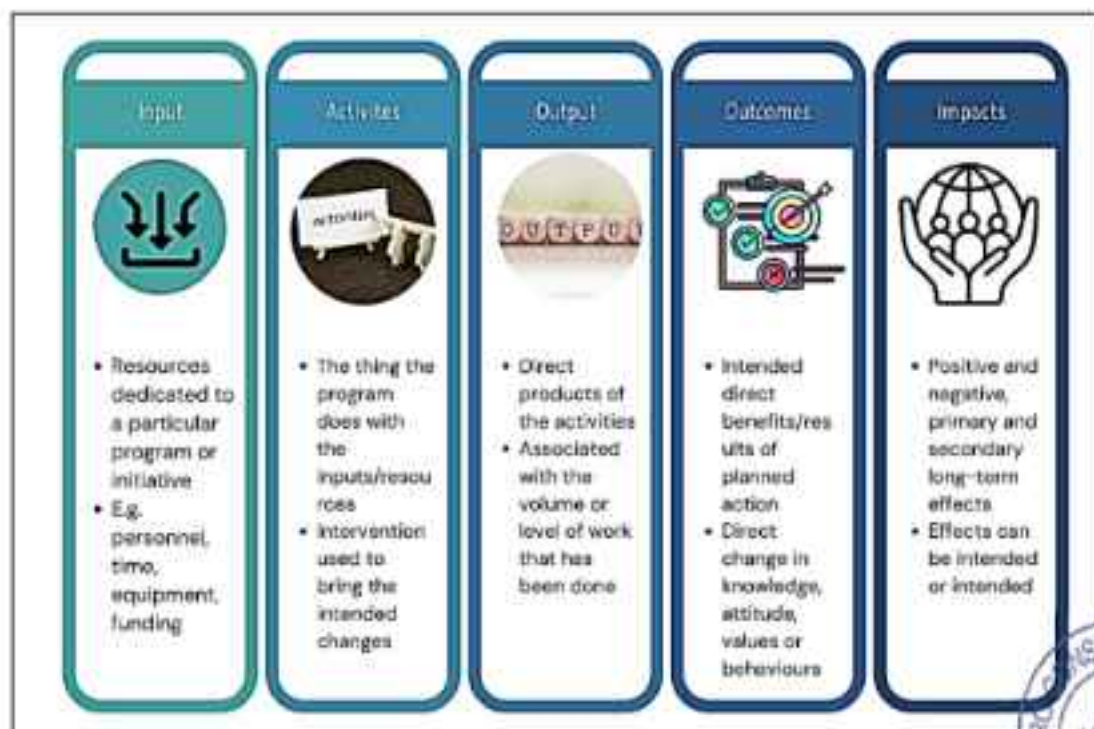 Input
Resources
dedicated to
a particular
program or
initiative
E.g.
personnel,
time,
equipment,
funding
Activites
The thing the
program
does with
the
inputs/resou
rces
Intervention
used to
bring the
intended
changes
Output
OUTPU
Direct
products of
the activities
Associated
with the
volume or
level of work
that has
been done
Outcomes
Intended
direct
benefits/res
ults of
planned
action
Direct
change in
knowledge,
attitude,
values or
behaviours
Impacts
Positive and
negative,
primary and
secondary
long-term
effects
Effects can
be intended
or intended